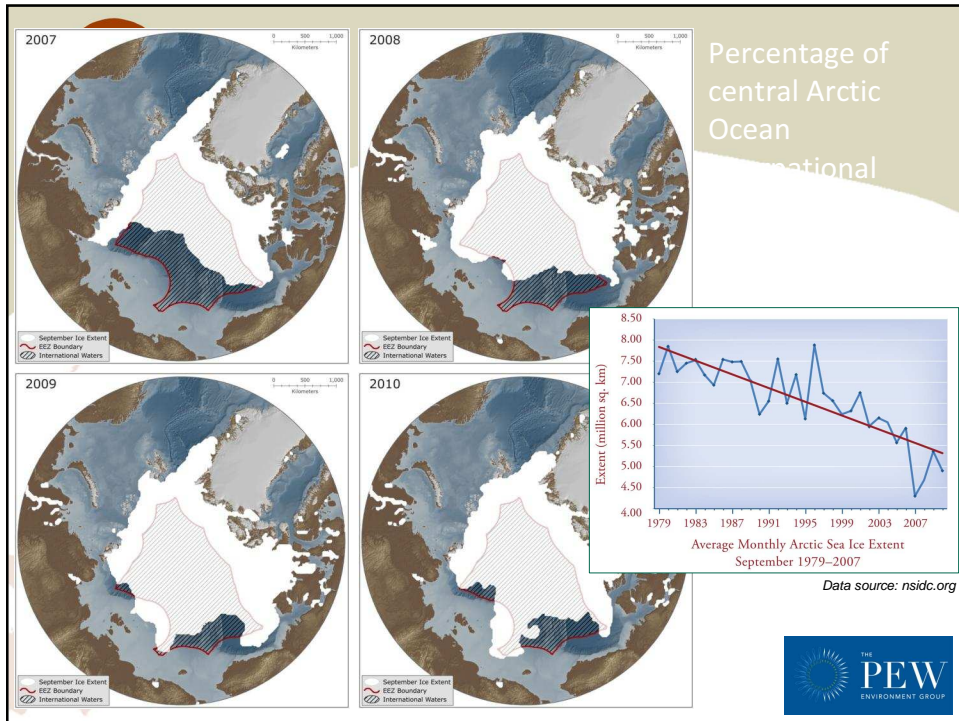 Percentage of
central Arctic
Ocean
2007
0 500 1,000
Kilometers
September Ice Extent
EEZ Boundary
International Waters
2008
0 500 1,000
Kilometers
September Ice Extent
EEZ Boundary
International Waters
2009
0 500 1,000
Kilometers
September Ice Extent
EEZ Boundary
International Waters
2010
0 500 1,000
Kilometers
September Ice Extent
EEZ Boundary
International Waters
Extent (million sq. km)
8.50
8.00
7.50
7.00
6.50
6.00
5.50
5.00
4.50
4.00
1979 1983 1987 1991 1995 1999 2003 2007
Average Monthly Arctic Sea Ice Extent
September 1979–2007
Data source: nsidc.org
THE
PEW
ENVIRONMENT GROUP